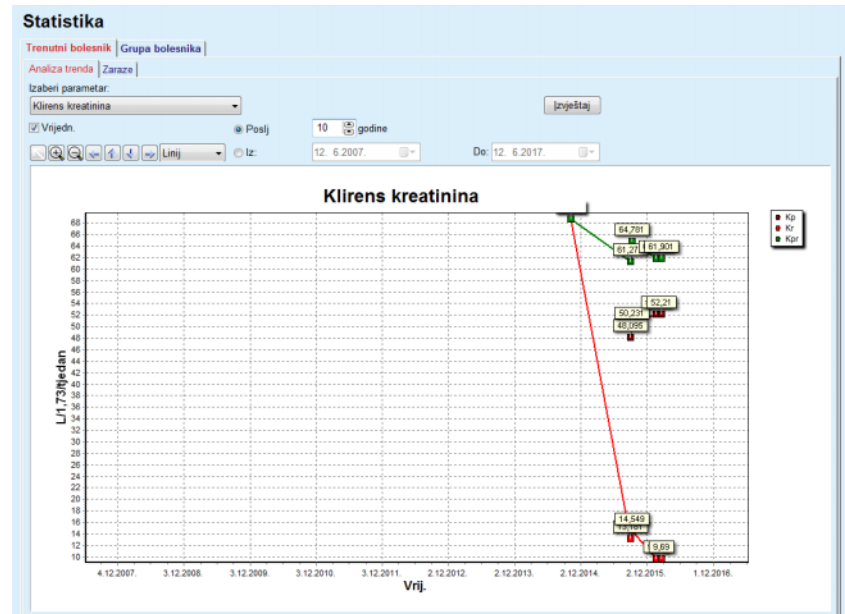 Statistika
Trenutni bolesnik Grupa bolesnika
Analiza trenda Zaraze
Izaberi parametar:
Klirens kreatinina
Izvještaj
Vrijedn.
Poslj 10 godine
Linij
Iz: 12. 6.2007. Do: 12. 6.2017.
Klirens kreatinina
Kp
Kr
Kpr
68
66
64
62
60
58
56
54
52
50
48
46
44
42
40
38
36
34
32
30
28
26
24
22
20
18
16
14
12
10
L/1,73/tjedan
64,781
61,27
61,901
52,21
50,231
48,095
14,549
9,69
4.12.2007. 3.12.2008. 3.12.2009. 3.12.2010. 3.12.2011. 2.12.2012. 2.12.2013. 2.12.2014. 2.12.2015. 1.12.2016.
Vrij.